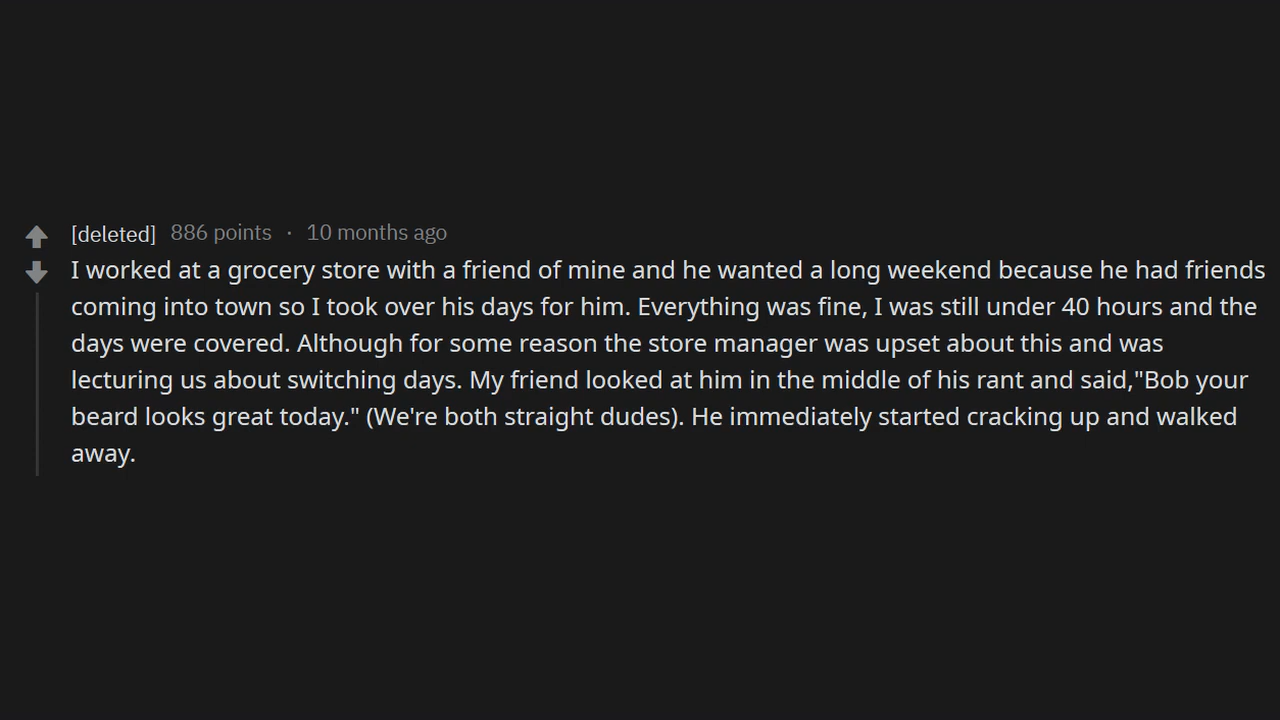 [deleted] 886 points · 10 months ago
I worked at a grocery store with a friend of mine and he wanted a long weekend because he had friends
coming into town so I took over his days for him. Everything was fine, I was still under 40 hours and the
days were covered. Although for some reason the store manager was upset about this and was
lecturing us about switching days. My friend looked at him in the middle of his rant and said,"Bob your
beard looks great today." (We're both straight dudes). He immediately started cracking up and walked
away.